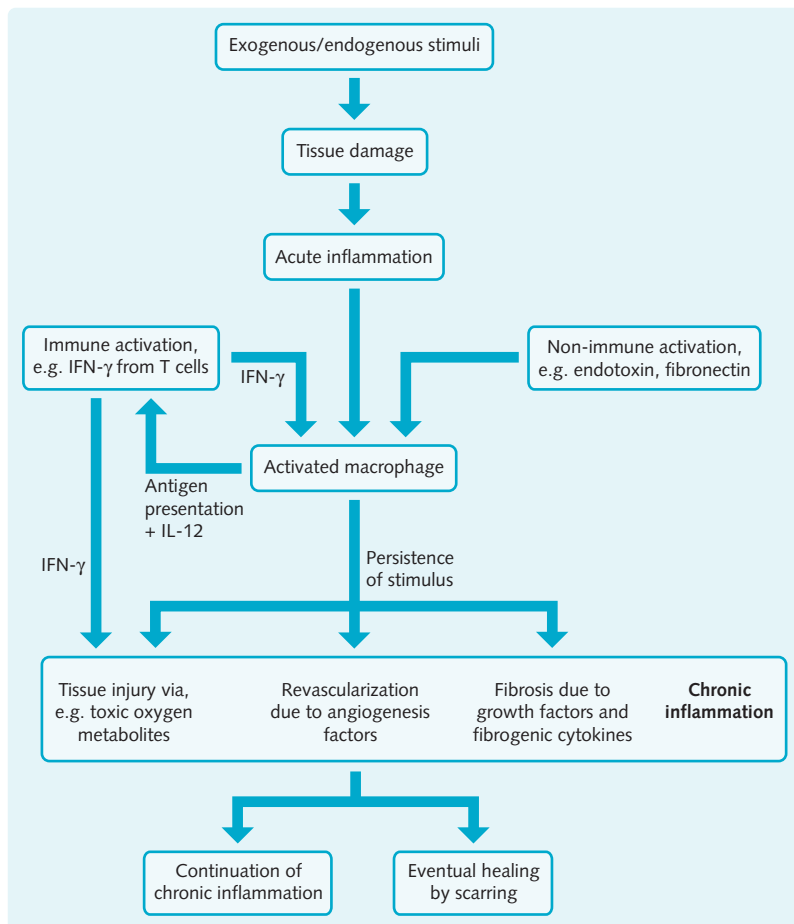 Exogenous/endogenous stimuli
Tissue damage
Acute inflammation
Immune activation,
e.g. IFN-γ from T cells
IFN-γ
Non-immune activation,
e.g. endotoxin, fibronectin
Activated macrophage
Antigen
presentation
+ IL-12
IFN-γ
Persistence
of stimulus
Tissue injury via,
e.g. toxic oxygen
metabolites
Revascularization
due to angiogenesis
factors
Fibrosis due to
growth factors and
fibrogenic cytokines
Chronic
inflammation
Continuation of
chronic inflammation
Eventual healing
by scarring